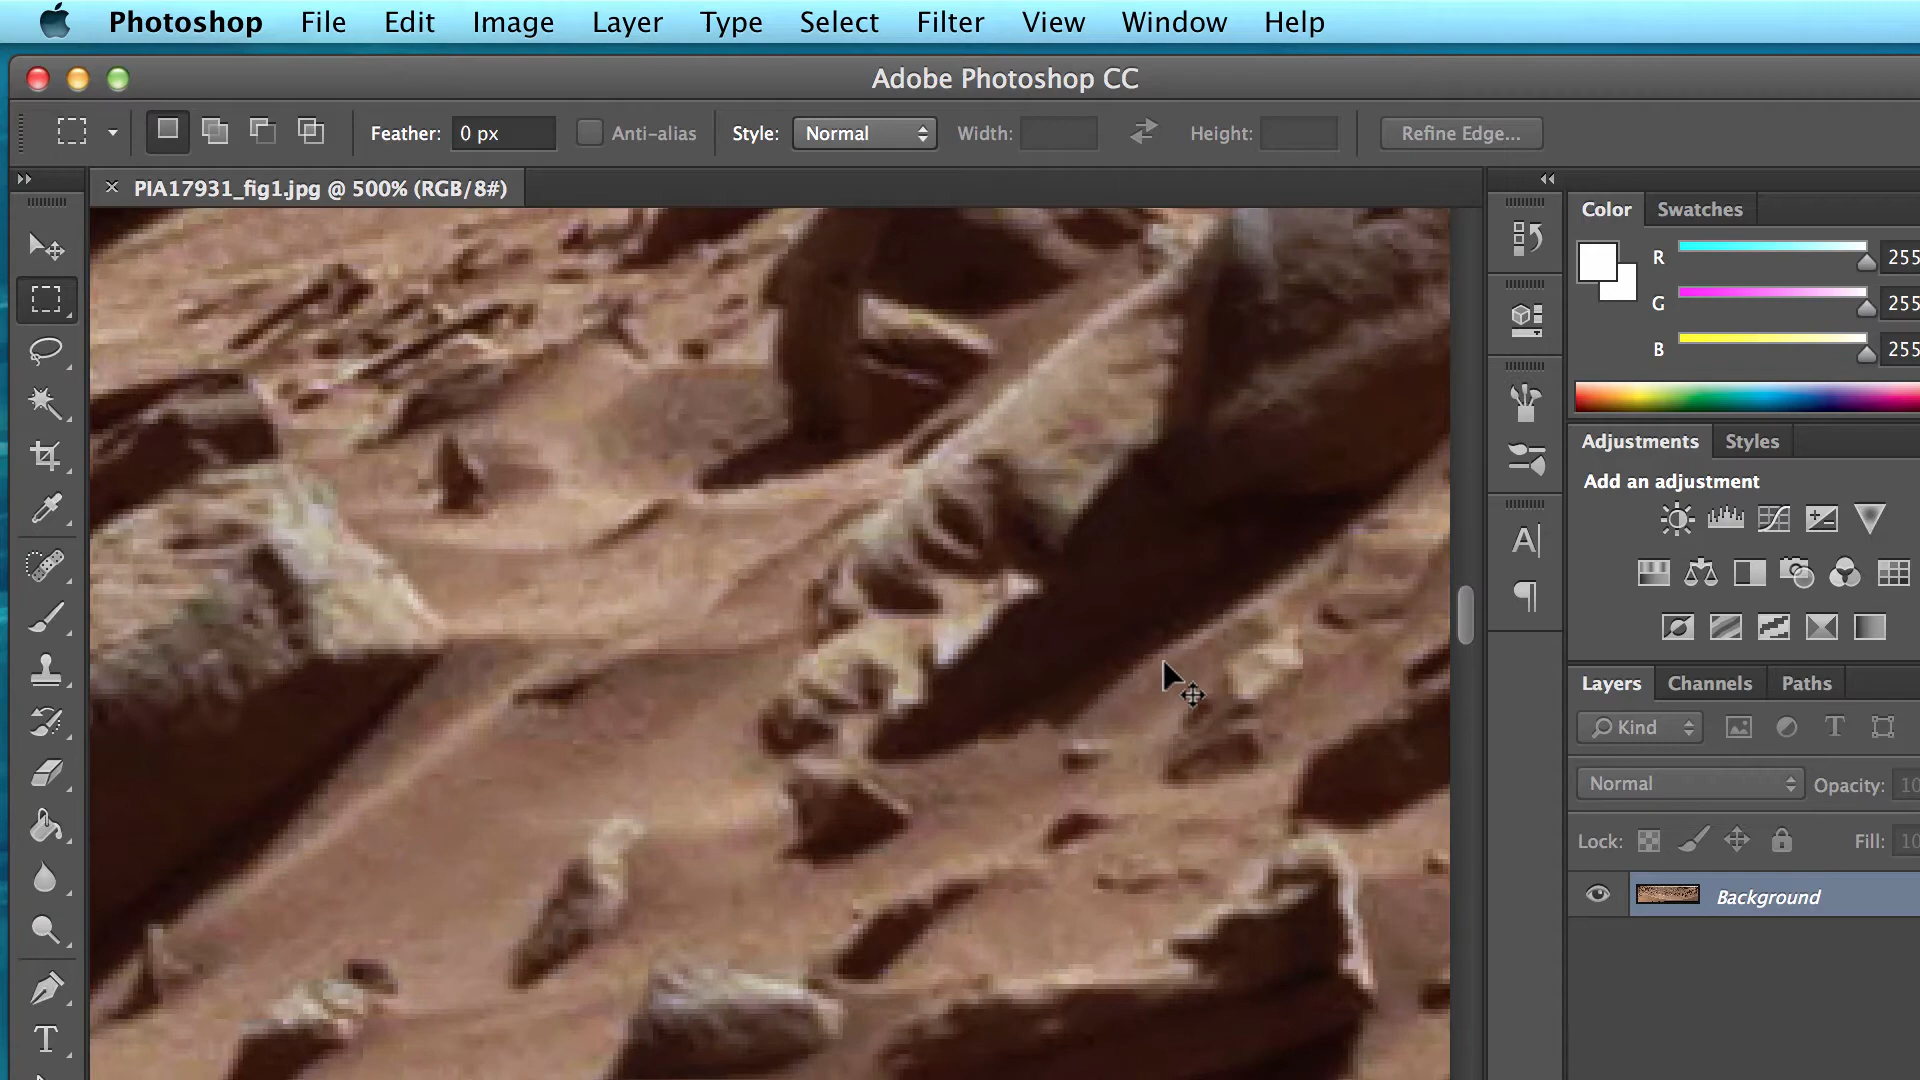 Photoshop File Edit Image Layer Type Select Filter View Window Help
Adobe Photoshop CC
Feather: 0 px Anti-alias Style: Normal Width: Height: Refine Edge...
PIA17931_fig1.jpg @ 500% (RGB/8#)
Color Swatches
R 255
G 255
B 255
Adjustments Styles
Add an adjustment
Layers Channels Paths
Kind
Normal Opacity: 10
Lock: Fill: 10
Background